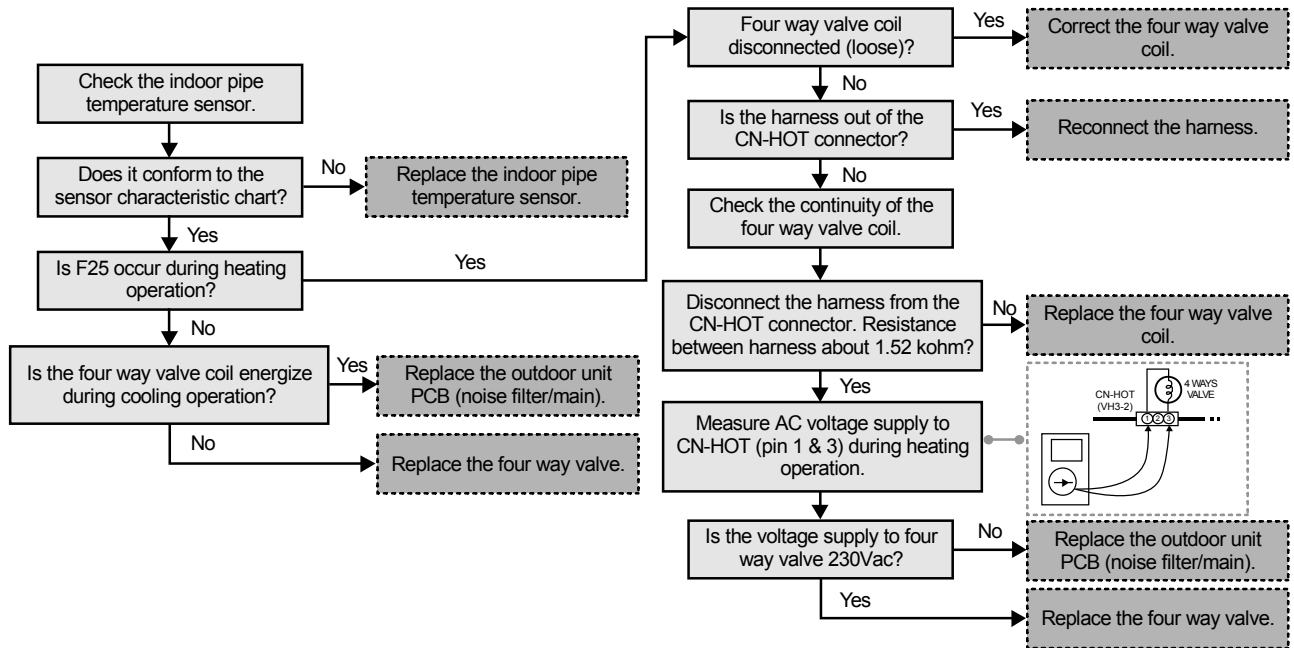 Check the indoor pipe
temperature sensor.
Does it conform to the
sensor characteristic chart?
No
Replace the indoor pipe
temperature sensor.
Yes
Is F25 occur during heating
operation?
Yes
No
Is the four way valve coil energize
during cooling operation?
Yes
Replace the outdoor unit
PCB (noise filter/main).
No
Replace the four way valve.
Four way valve coil
disconnected (loose)?
Yes
Correct the four way valve
coil.
No
Is the harness out of the
CN-HOT connector?
Yes
Reconnect the harness.
No
Check the continuity of the
four way valve coil.
Disconnect the harness from the
CN-HOT connector. Resistance
between harness about 1.52 kohm?
No
Replace the four way valve
coil.
Yes
Measure AC voltage supply to
CN-HOT (pin 1 & 3) during heating
operation.
CN-HOT
(VH3-2)
4 WAYS
VALVE
1 2 3
Is the voltage supply to four
way valve 230Vac?
No
Replace the outdoor unit
PCB (noise filter/main).
Yes
Replace the four way valve.